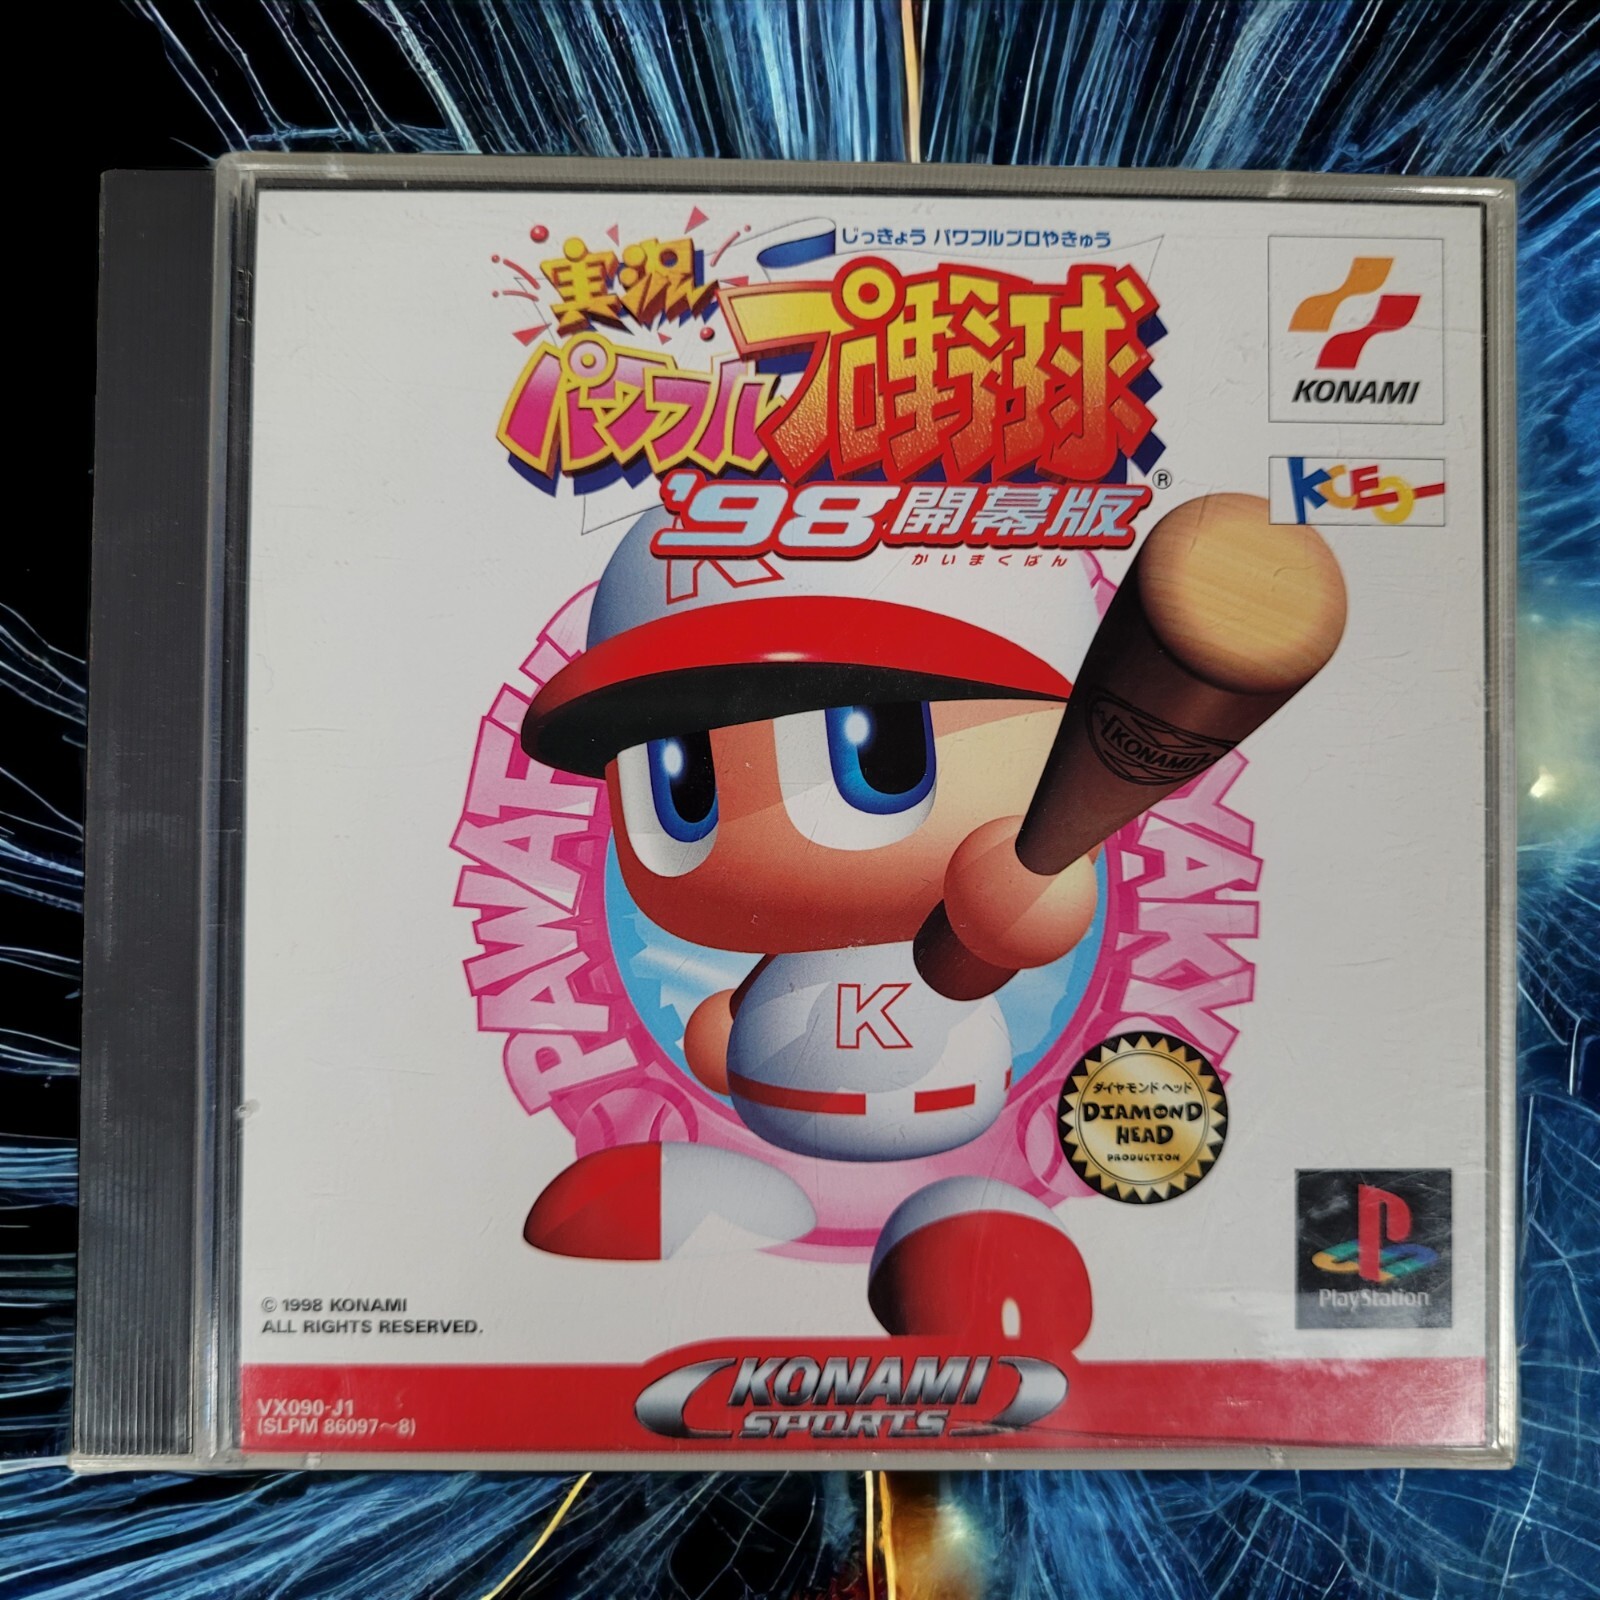 じっきょう パワフルプロやきゅう
実況
パワフルプロ野球
®
'98開幕版
かいまくばん
KONAMI
KCEO
K
KONAMI
PAWAFU
YAKY
K
ダイヤモンドヘッド
DIAMOND
HEAD
PRODUCTION
PlayStation
© 1998 KONAMI
ALL RIGHTS RESERVED.
KONAMI
SPORTS
VX090-J1
(SLPM 86097～8)